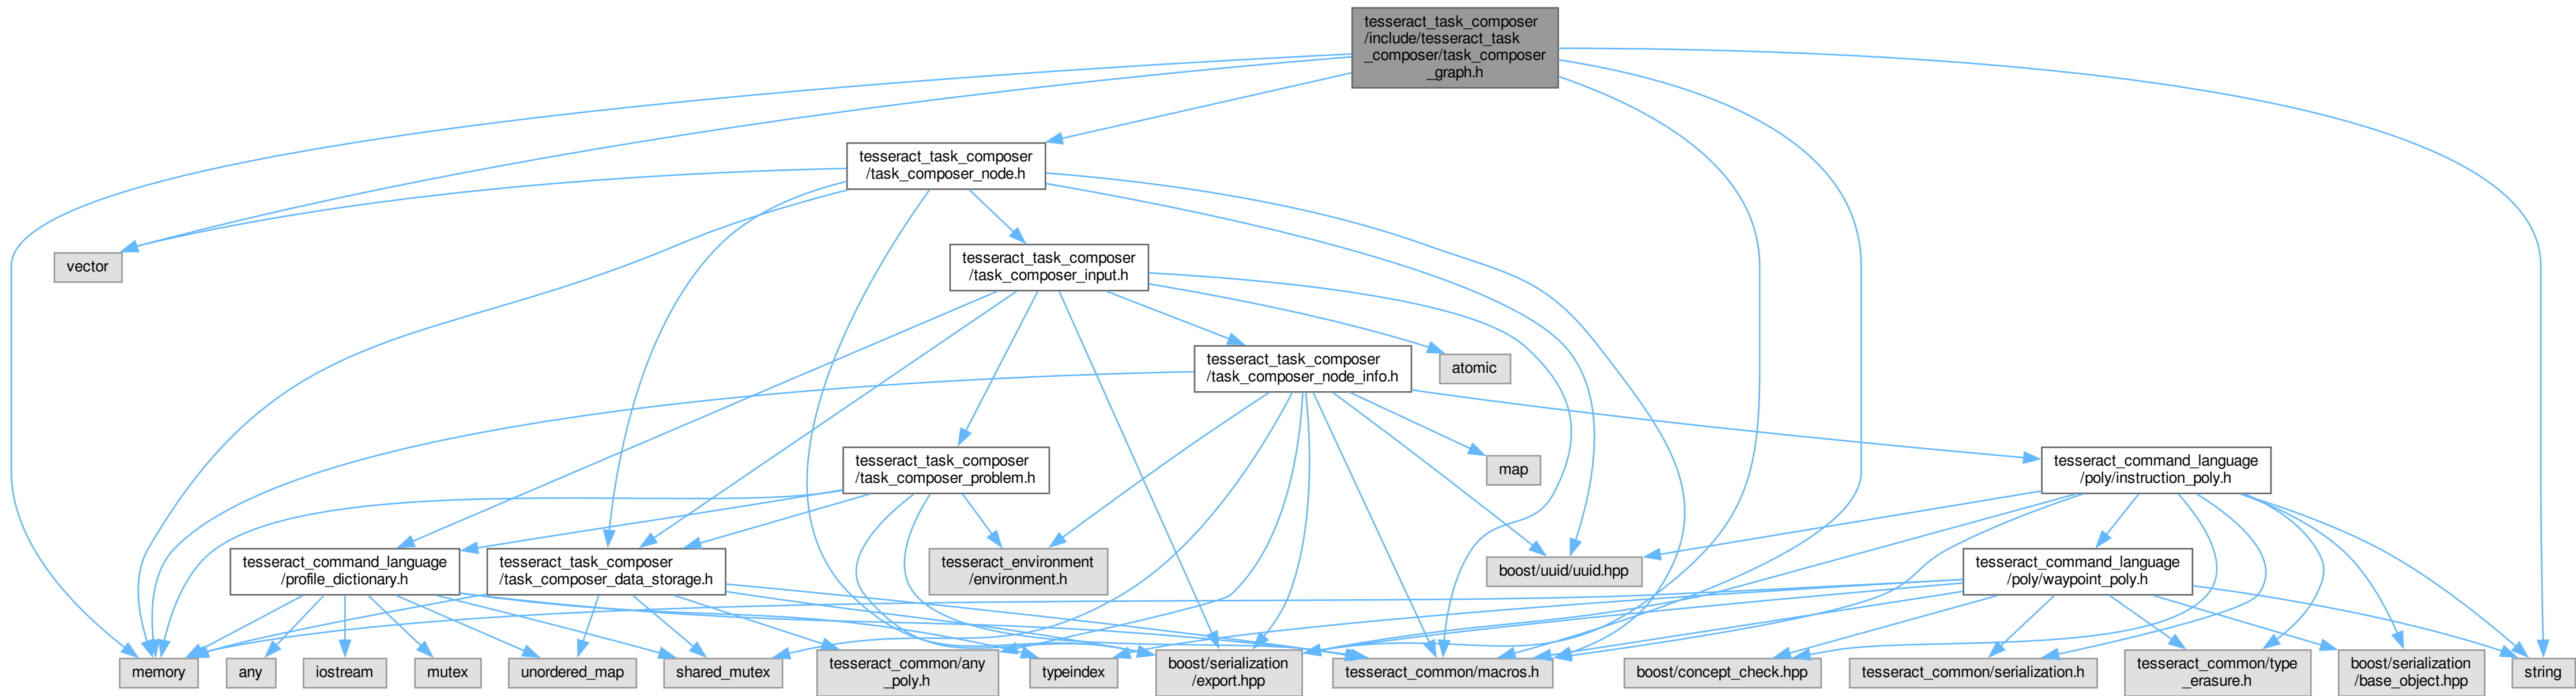 tesseract_task_composer
/include/tesseract_task
_composer/task_composer
_graph.h
tesseract_task_composer
/task_composer_node.h
vector
tesseract_task_composer
/task_composer_input.h
tesseract_task_composer
/task_composer_node_info.h
atomic
tesseract_task_composer
/task_composer_problem.h
map
tesseract_command_language
/poly/instruction_poly.h
tesseract_command_language
/profile_dictionary.h
tesseract_task_composer
/task_composer_data_storage.h
tesseract_environment
/environment.h
boost/uuid/uuid.hpp
tesseract_command_language
/poly/waypoint_poly.h
memory
any
iostream
mutex
unordered_map
shared_mutex
tesseract_common/any
_poly.h
typeindex
boost/serialization
/export.hpp
tesseract_common/macros.h
boost/concept_check.hpp
tesseract_common/serialization.h
tesseract_common/type
_erasure.h
boost/serialization
/base_object.hpp
string